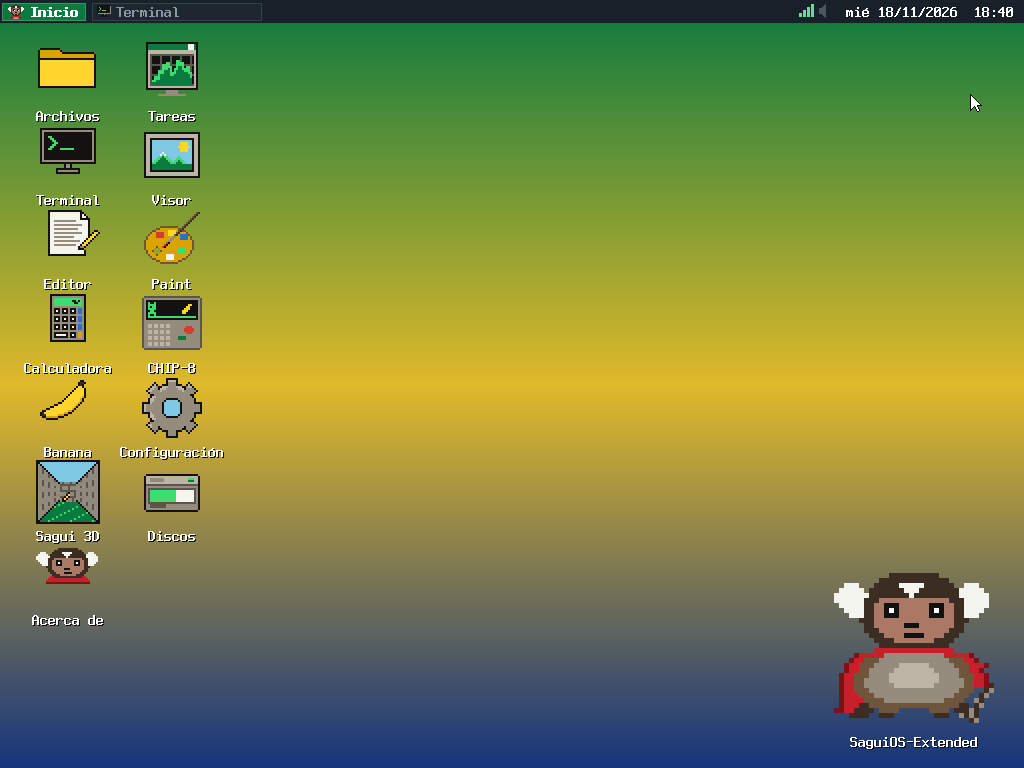 Inicio Terminal mié 18/11/2026 18:40
Archivos Tareas
Terminal Visor
Editor Paint
Calculadora CHIP-8
Banana Configuración
Sagui 3D Discos
Acerca de
SaguiOS-Extended